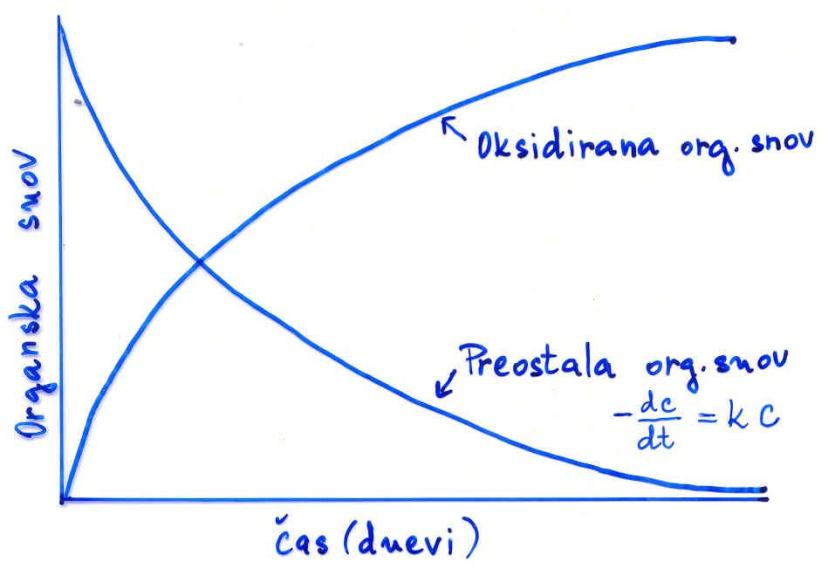 Organska snov
Oksidirana org. snov
Preostala org. snov
- dc/dt = k C
čas (dnevi)